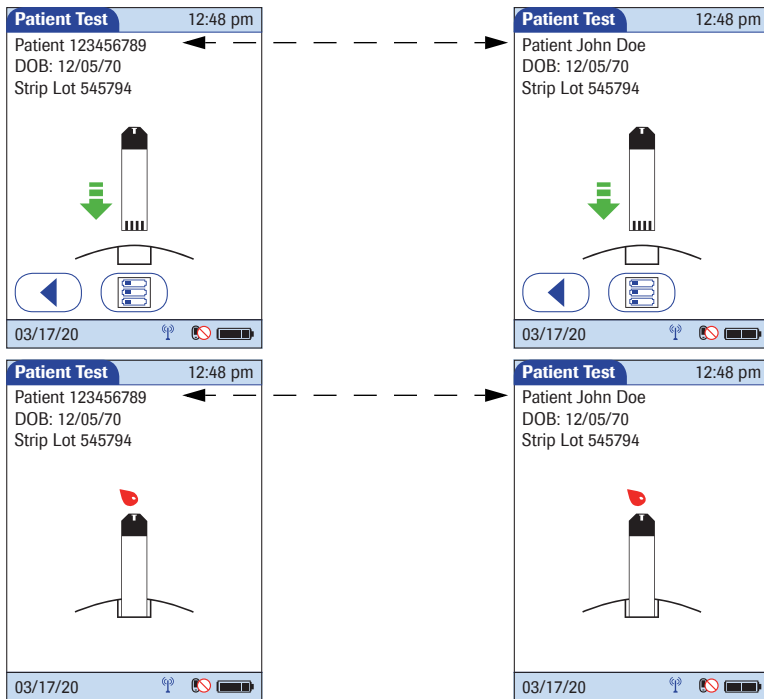 Patient Test 12:48 pm
Patient 123456789
DOB: 12/05/70
Strip Lot 545794
03/17/20
Patient Test 12:48 pm
Patient John Doe
DOB: 12/05/70
Strip Lot 545794
03/17/20
Patient Test 12:48 pm
Patient 123456789
DOB: 12/05/70
Strip Lot 545794
03/17/20
Patient Test 12:48 pm
Patient John Doe
DOB: 12/05/70
Strip Lot 545794
03/17/20